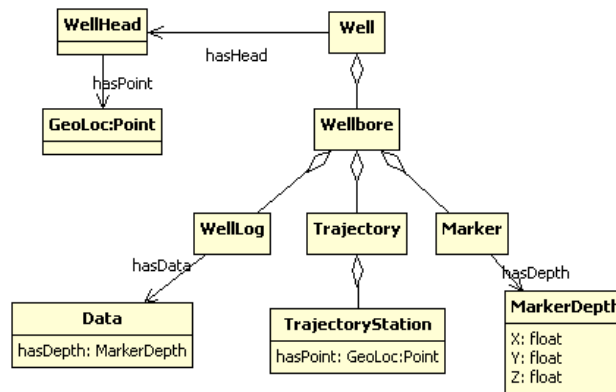 WellHead
Well
hasHead
hasPoint
GeoLoc:Point
Wellbore
WellLog
Trajectory
Marker
hasData
hasDepth
Data
hasDepth: MarkerDepth
TrajectoryStation
hasPoint: GeoLoc:Point
MarkerDepth
X: float
Y: float
Z: float